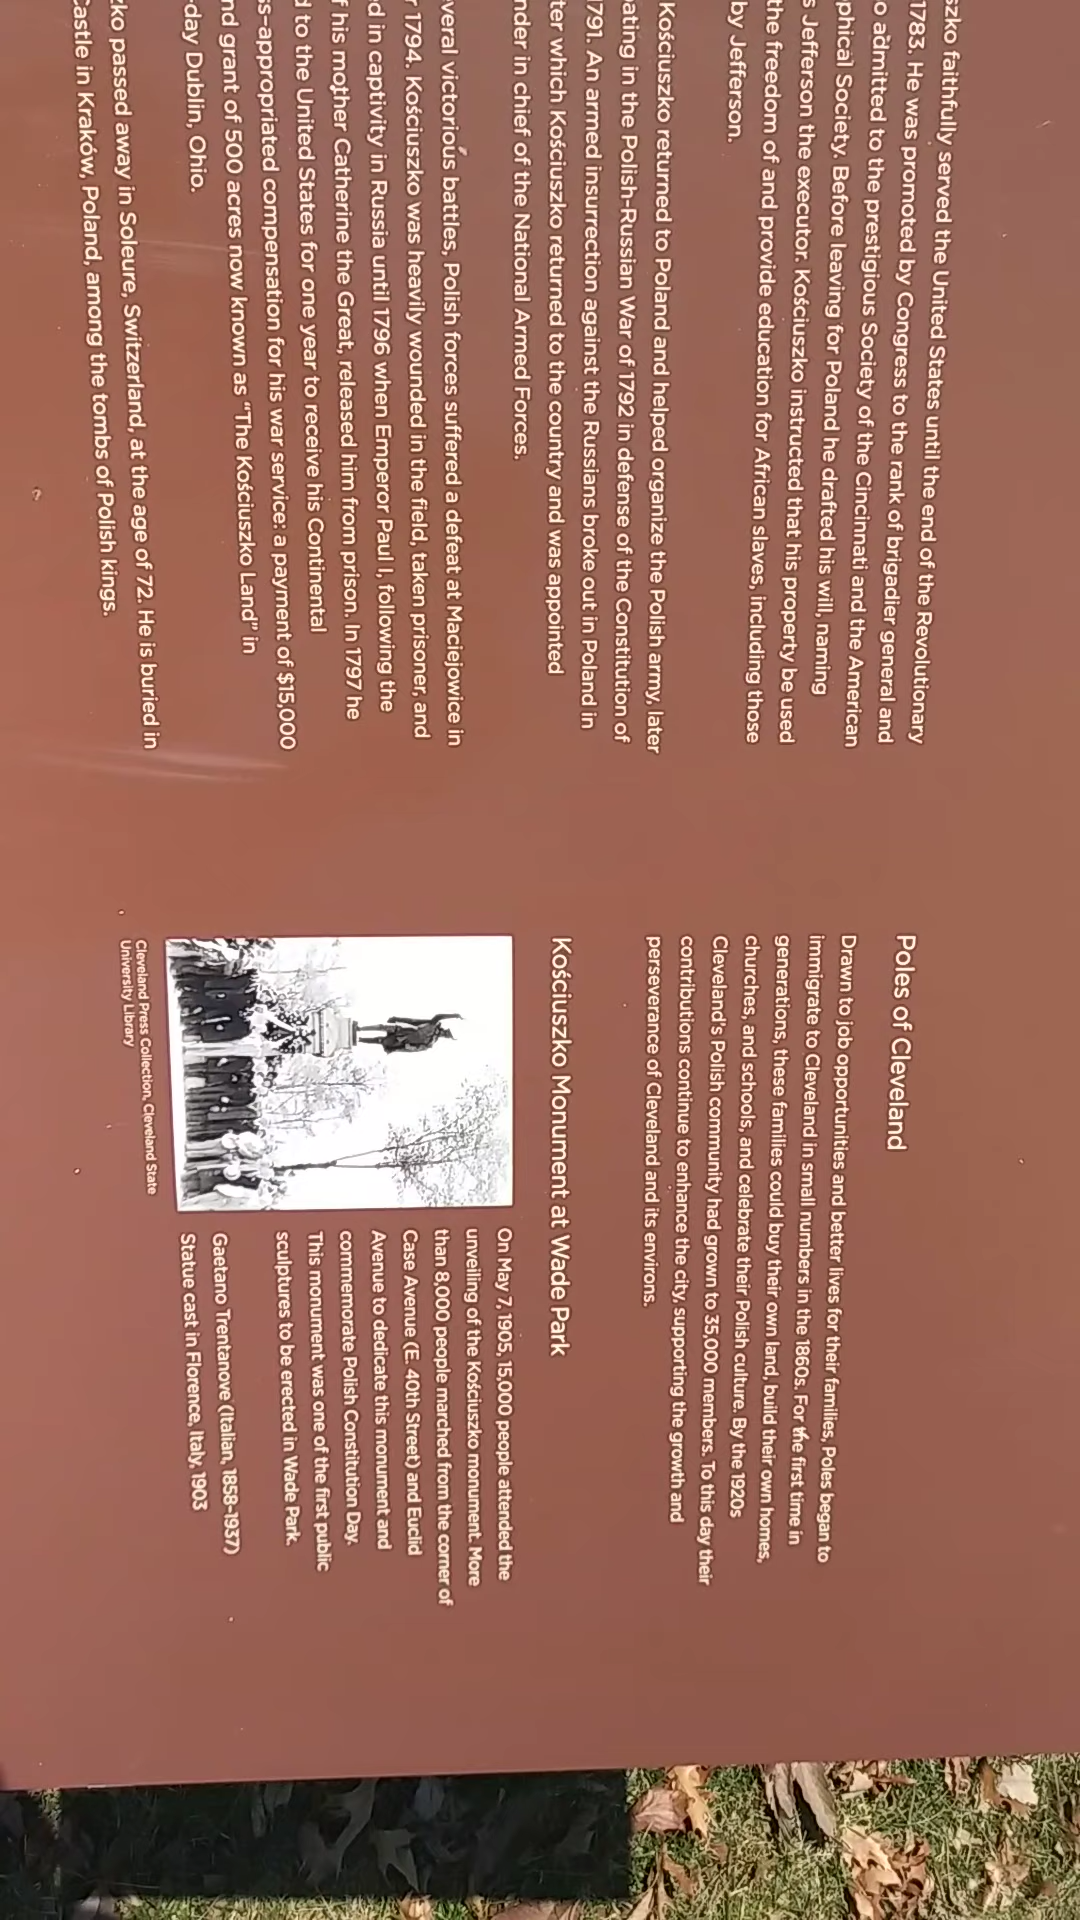 faithfully served the United States until the end of the Revolutionary
1783. He was promoted by Congress to the rank of brigadier general and
admitted to the prestigious Society of the Cincinnati and the American
Society. Before leaving for Poland he drafted his will, naming
Jefferson the executor. Kościuszko instructed that his property be used
the freedom of and provide education for African slaves, including those
by Jefferson.
Kościuszko returned to Poland and helped organize the Polish army, later
in the Polish-Russian War of 1792 in defense of the Constitution of
1791. An armed insurrection against the Russians broke out in Poland in
which Kościuszko returned to the country and was appointed
in chief of the National Armed Forces.
victorious battles, Polish forces suffered a defeat at Maciejowice in
1794. Kościuszko was heavily wounded in the field, taken prisoner, and
in captivity in Russia until 1796 when Emperor Paul I, following the
his mother Catherine the Great, released him from prison. In 1797 he
to the United States for one year to receive his Continental
-appropriated compensation for his war service: a payment of $15,000
grant of 500 acres now known as "The Kościuszko Land" in
-day Dublin, Ohio.
passed away in Soleure, Switzerland, at the age of 72. He is buried in
Castle in Kraków, Poland, among the tombs of Polish kings.
Poles of Cleveland
Drawn to job opportunities and better lives for their families, Poles began to
immigrate to Cleveland in small numbers in the 1860s. For the first time in
generations, these families could buy their own land, build their own homes,
churches, and schools, and celebrate their Polish culture. By the 1920s
Cleveland's Polish community had grown to 35,000 members. To this day their
contributions continue to enhance the city, supporting the growth and
perseverance of Cleveland and its environs.
Kościuszko Monument at Wade Park
On May 7, 1905, 15,000 people attended the
unveiling of the Kościuszko monument. More
than 8,000 people marched from the corner of
Case Avenue (E. 40th Street) and Euclid
Avenue to dedicate this monument and
commemorate Polish Constitution Day.
This monument was one of the first public
sculptures to be erected in Wade Park.
Gaetano Trentanove (Italian, 1858-1937)
Statue cast in Florence, Italy, 1903
Cleveland Press Collection, Cleveland State
University Library